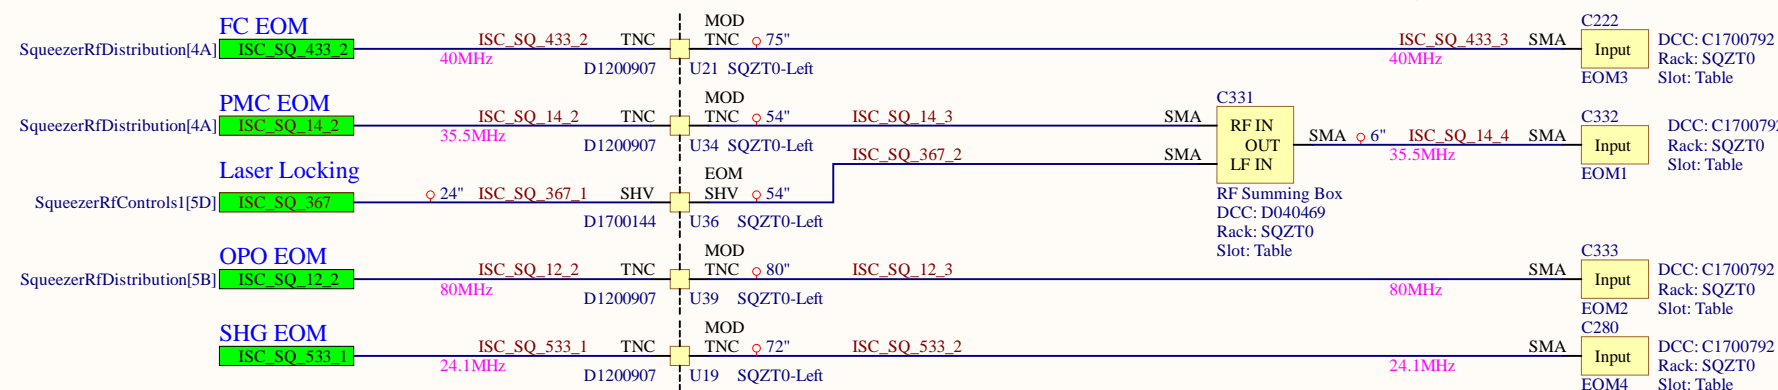 FC EOM
SqueezerRfDistribution[4A] ISC_SQ_433_2 ISC_SQ_433_2 TNC MOD TNC 75" ISC_SQ_433_3 SMA C222 Input DCC: C1700792
40MHz 40MHz Rack: SQZT0
D1200907 U21 SQZT0-Left EOM3 Slot: Table
PMC EOM MOD C331
SqueezerRfDistribution[4A] ISC_SQ_14_2 ISC_SQ_14_2 TNC TNC 54" ISC_SQ_14_3 SMA RF IN C332 DCC: C170079
35.5MHz OUT SMA 6" ISC_SQ_14_4 SMA Input Rack: SQZT0
D1200907 U34 SQZT0-Left ISC_SQ_367_2 SMA LF IN 35.5MHz Slot: Table
Laser Locking EOM EOM1
SqueezerRfControls1[5D] ISC_SQ_367 24" ISC_SQ_367_1 SHV SHV 54" RF Summing Box
D1700144 U36 SQZT0-Left DCC: D040469
Rack: SQZT0
OPO EOM MOD Slot: Table C333
SqueezerRfDistribution[5B] ISC_SQ_12_2 ISC_SQ_12_2 TNC TNC 80" ISC_SQ_12_3 SMA Input DCC: C1700792
80MHz 80MHz Rack: SQZT0
D1200907 U39 SQZT0-Left EOM2 Slot: Table
SHG EOM MOD C280
ISC_SQ_533_1 ISC_SQ_533_1 TNC TNC 72" ISC_SQ_533_2 SMA Input DCC: C1700792
24.1MHz 24.1MHz Rack: SQZT0
D1200907 U19 SQZT0-Left EOM4 Slot: Table